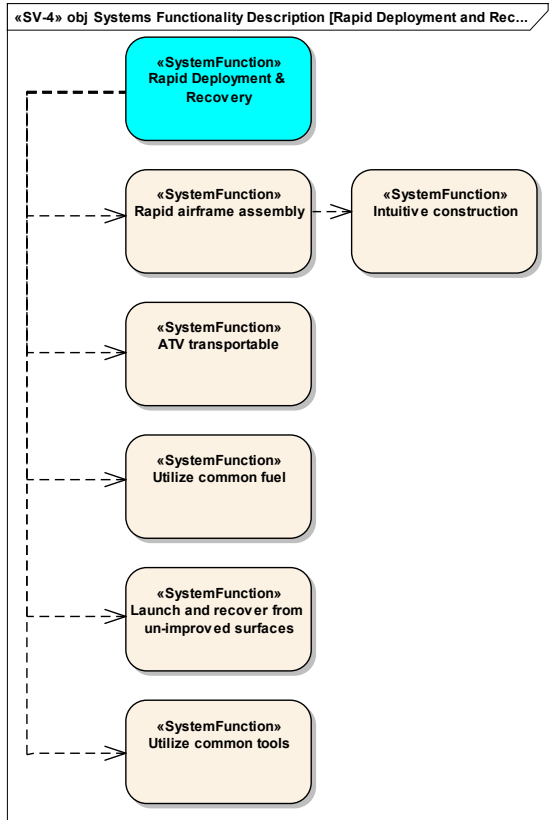 «SV-4» obj Systems Functionality Description [Rapid Deployment and Rec...
«SystemFunction»
Rapid Deployment &
Recovery
«SystemFunction»
Rapid airframe assembly
«SystemFunction»
Intuitive construction
«SystemFunction»
ATV transportable
«SystemFunction»
Utilize common fuel
«SystemFunction»
Launch and recover from
un-improved surfaces
«SystemFunction»
Utilize common tools